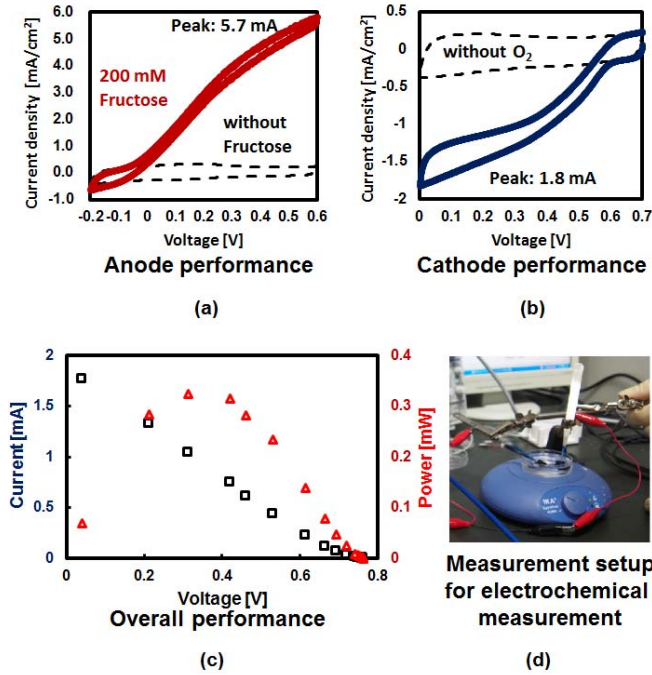 (a)
Current density [mA/cm²]
6.0
5.0
4.0
3.0
2.0
1.0
0.0
-1.0
Peak: 5.7 mA
200 mM
Fructose
without
Fructose
-0.2 -0.1 0 0.1 0.2 0.3 0.4 0.5 0.6
Voltage [V]
Anode performance
(a)
(b)
Current density [mA/cm²]
0.5
0
-0.5
-1
-1.5
-2
without O₂
Peak: 1.8 mA
0 0.1 0.2 0.3 0.4 0.5 0.6 0.7
Voltage [V]
Cathode performance
(b)
(c)
Current [mA]
2
1.5
1
0.5
0
0.4
0.3
0.2
0.1
0
Power [mW]
0 0.2 0.4 0.6 0.8
Voltage [V]
Overall performance
(c)
(d)
IKA
Measurement setup
for electrochemical
measurement
(d)